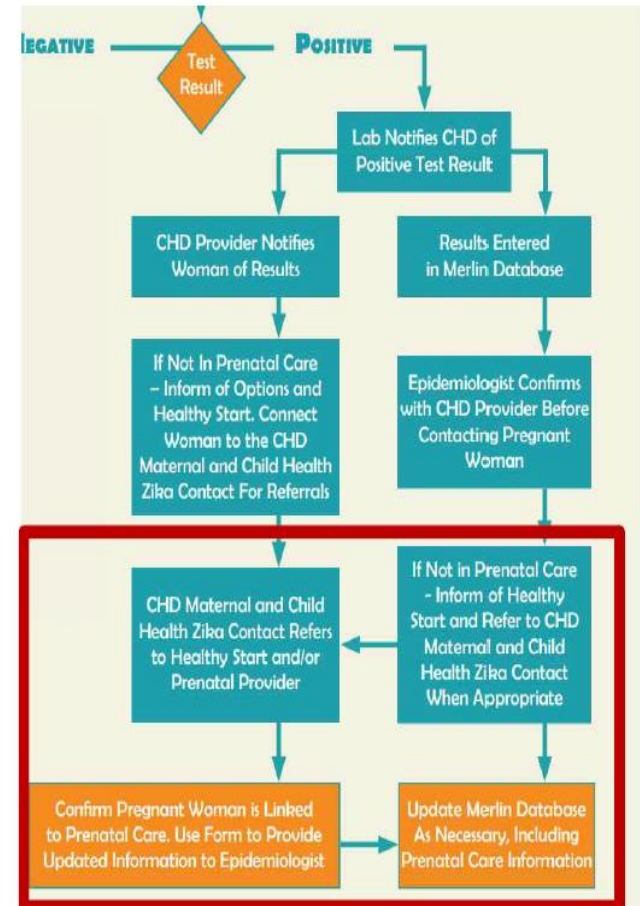 EGATIVE
POSITIVE
Test
Result
Lab Notifies CHD of
Positive Test Result
CHD Provider Notifies
Woman of Results
Results Entered
in Merlin Database
If Not In Prenatal Care
– Inform of Options and
Healthy Start. Connect
Woman to the CHD
Maternal and Child Health
Zika Contact For Referrals
Epidemiologist Confirms
with CHD Provider Before
Contacting Pregnant
Woman
CHD Maternal and Child
Health Zika Contact Refers
to Healthy Start and/or
Prenatal Provider
If Not in Prenatal Care
- Inform of Healthy
Start and Refer to CHD
Maternal and Child
Health Zika Contact
When Appropriate
Confirm Pregnant Woman is Linked
to Prenatal Care. Use Form to Provide
Updated Information to Epidemiologist
Update Merlin Database
As Necessary, Including
Prenatal Care Information